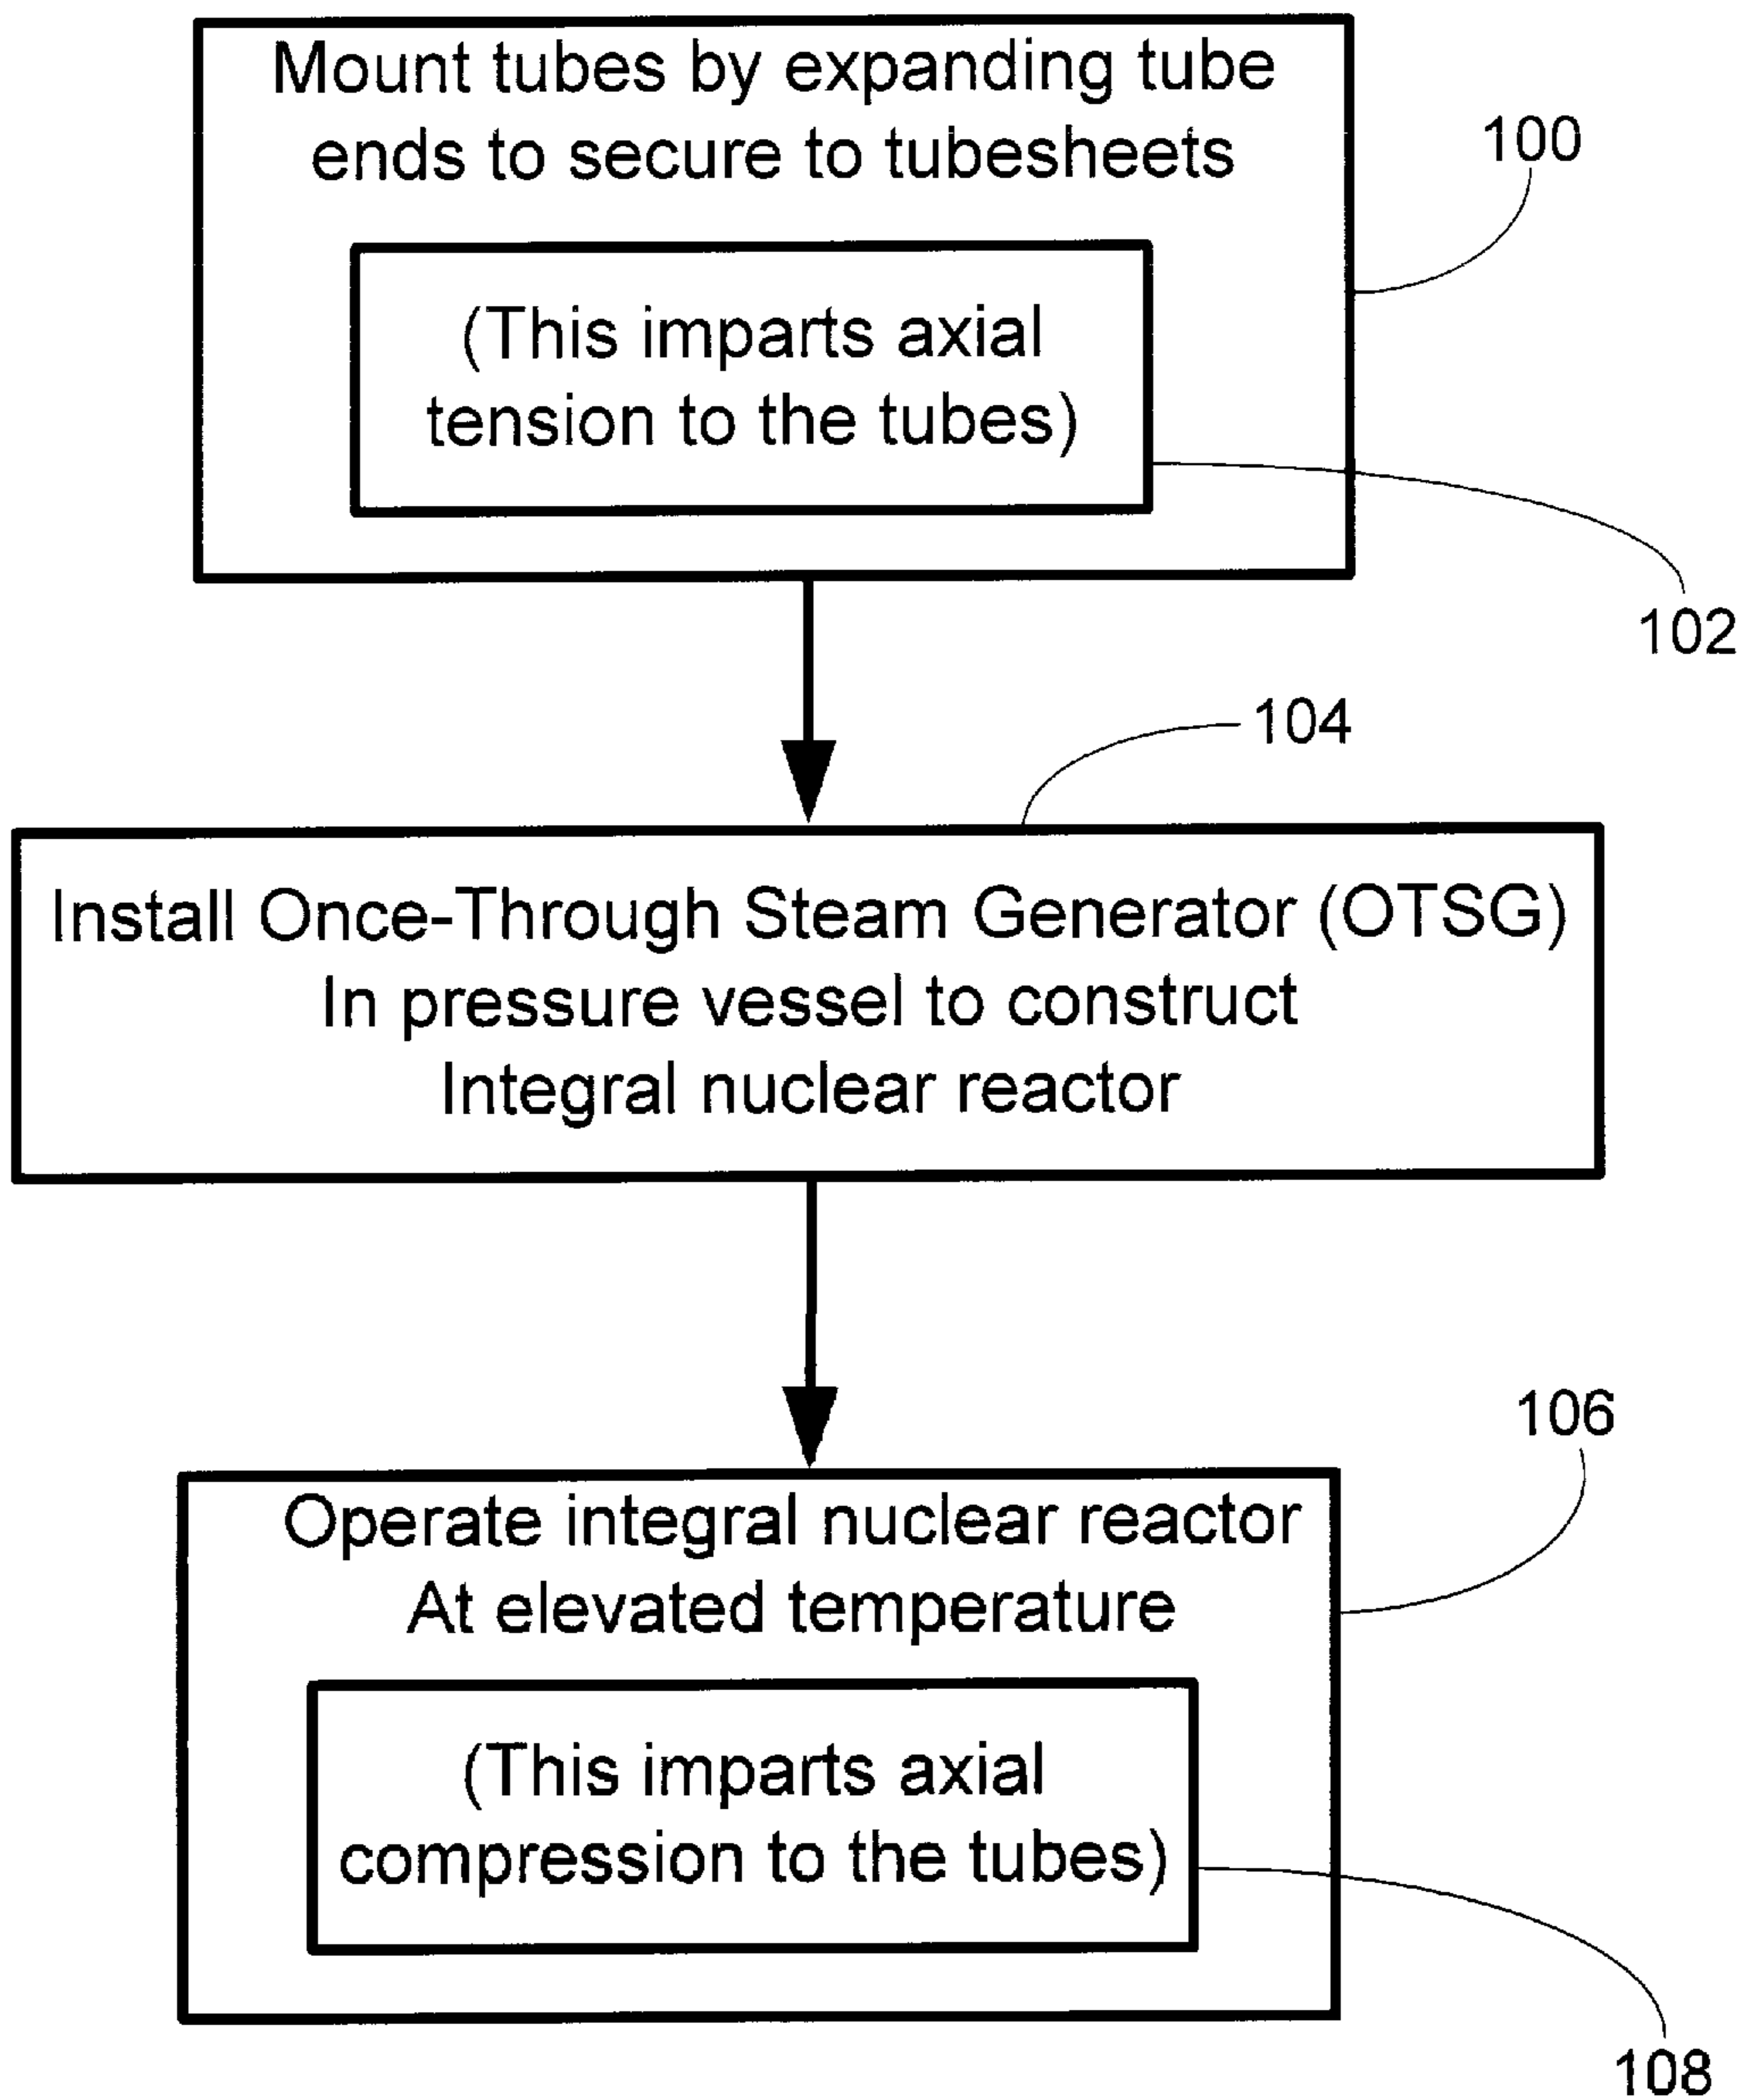 Mount tubes by expanding tube
ends to secure to tubesheets
100
(This imparts axial
tension to the tubes)
102
104
Install Once-Through Steam Generator (OTSG)
In pressure vessel to construct
Integral nuclear reactor
106
Operate integral nuclear reactor
At elevated temperature
(This imparts axial
compression to the tubes)
108